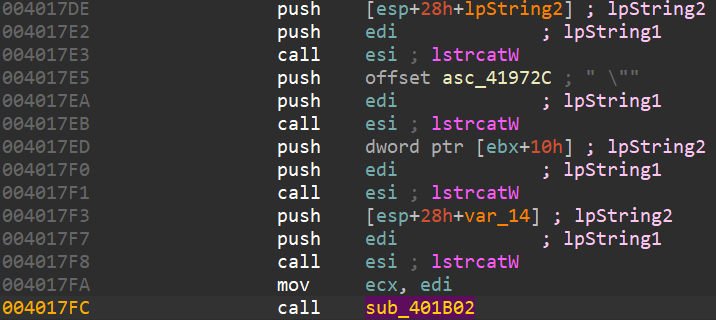 004017DE push [esp+28h+lpString2] ; lpString2
004017E2 push edi ; lpString1
004017E3 call esi ; lstrcatW
004017E5 push offset asc_41972C ; " \""
004017EA push edi ; lpString1
004017EB call esi ; lstrcatW
004017ED push dword ptr [ebx+10h] ; lpString2
004017F0 push edi ; lpString1
004017F1 call esi ; lstrcatW
004017F3 push [esp+28h+var_14] ; lpString2
004017F7 push edi ; lpString1
004017F8 call esi ; lstrcatW
004017FA mov ecx, edi
004017FC call sub_401B02